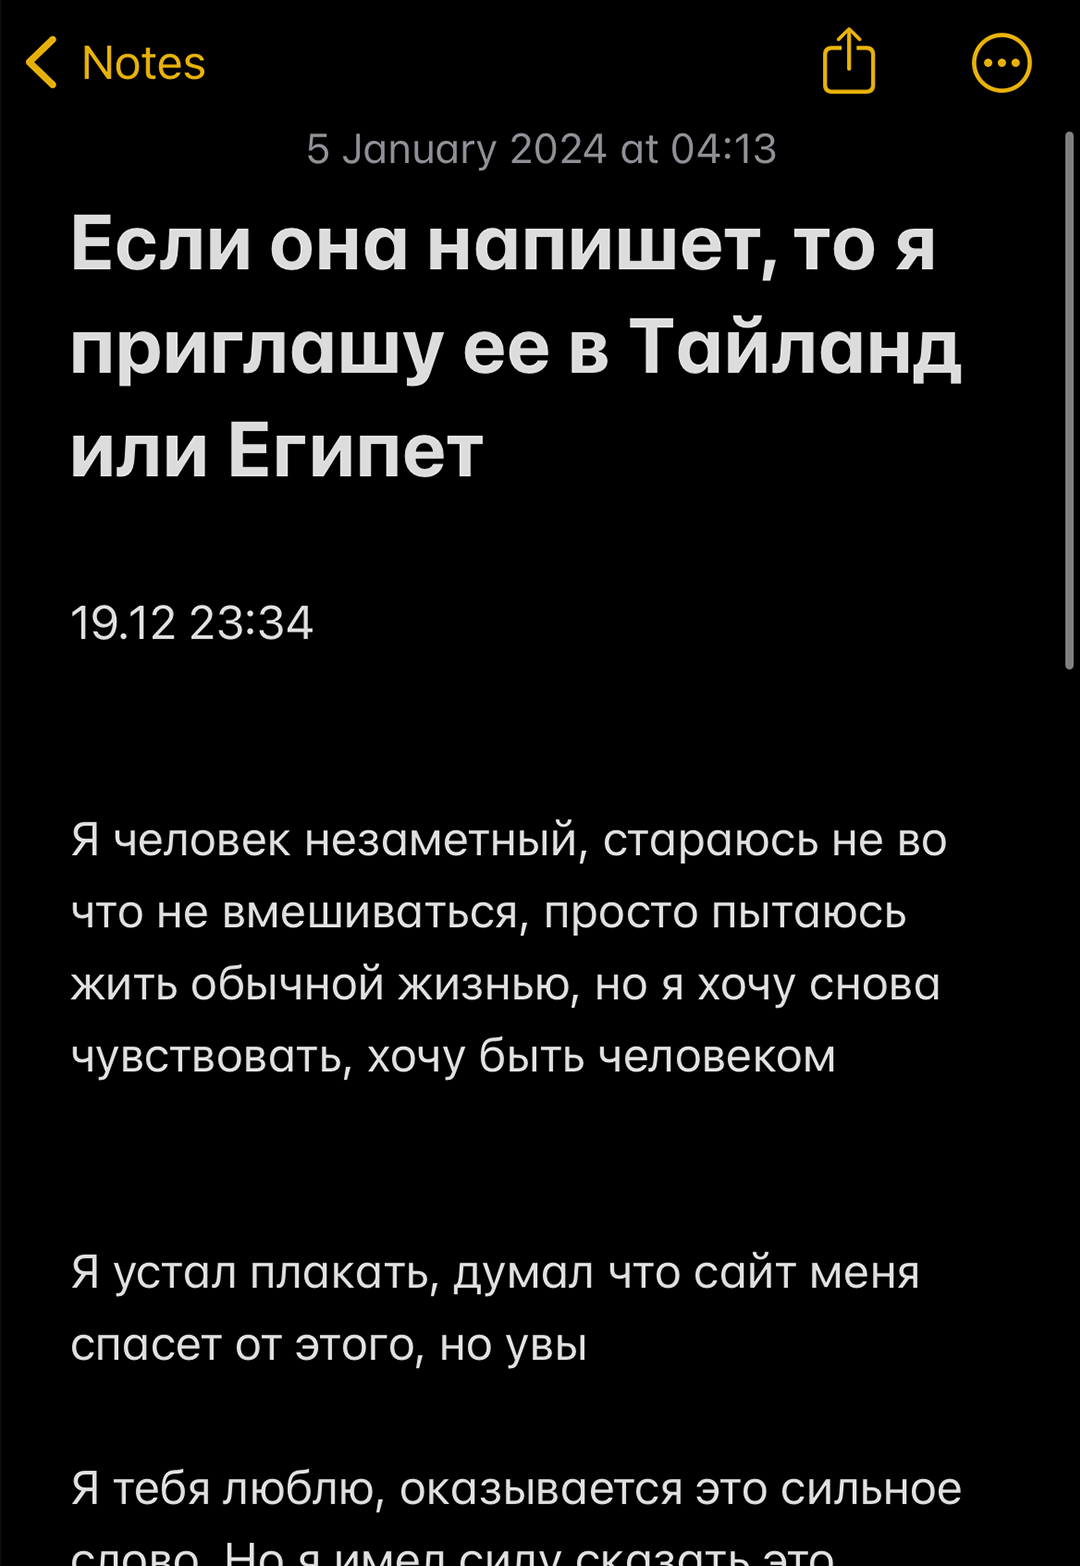 Notes
5 January 2024 at 04:13
Если она напишет, то я
приглашу ее в Тайланд
или Египет
19.12 23:34
Я человек незаметный, стараюсь не во
что не вмешиваться, просто пытаюсь
жить обычной жизнью, но я хочу снова
чувствовать, хочу быть человеком
Я устал плакать, думал что сайт меня
спасет от этого, но увы
Я тебя люблю, оказывается это сильное
слово. Но я имел силу сказать это